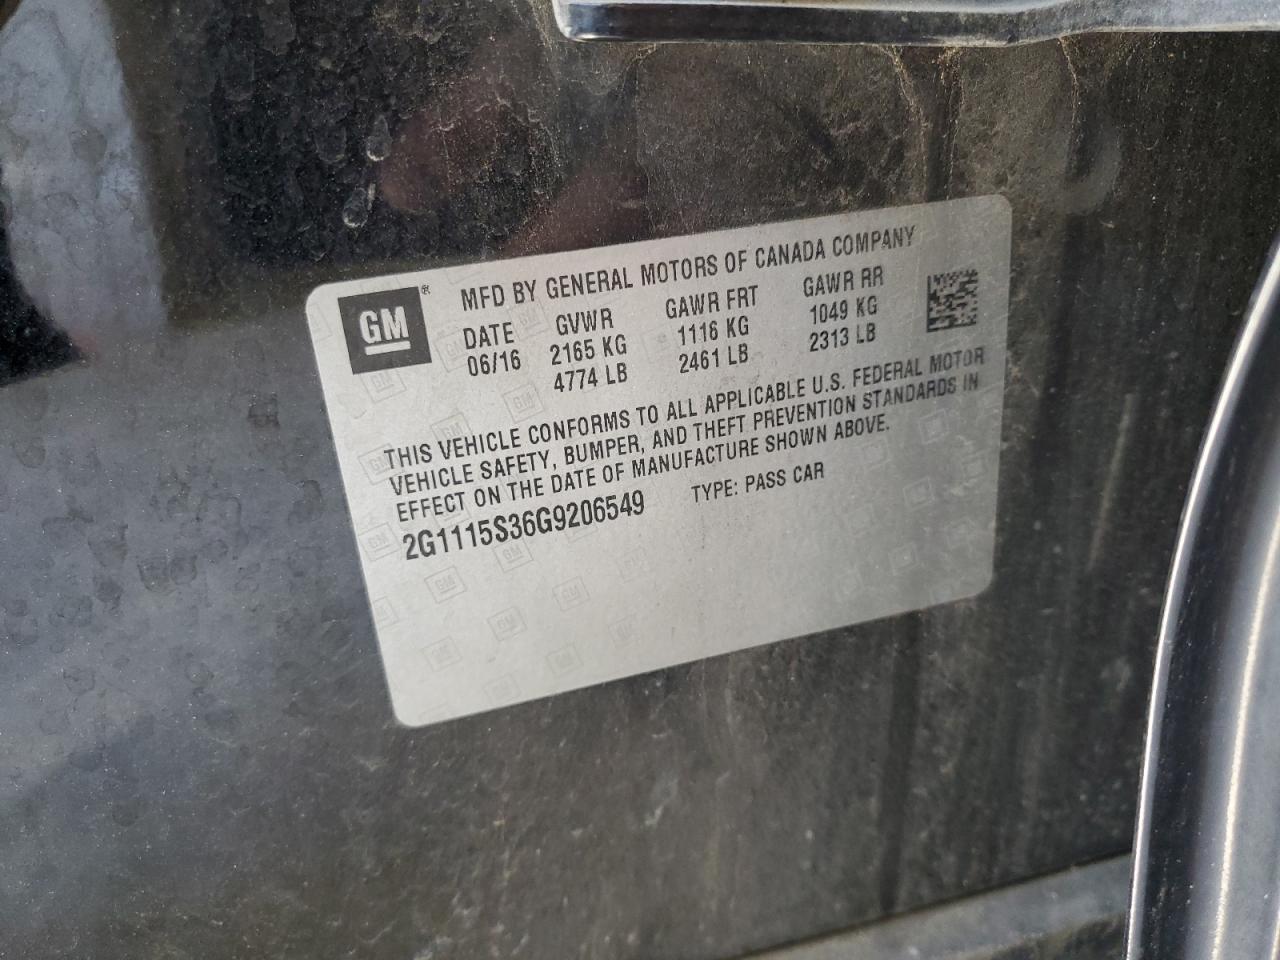 GM®
MFD BY GENERAL MOTORS OF CANADA COMPANY
DATE GVWR GAWR FRT GAWR RR
06/16 2165 KG 1116 KG 1049 KG
4774 LB 2461 LB 2313 LB
THIS VEHICLE CONFORMS TO ALL APPLICABLE U.S. FEDERAL MOTOR
VEHICLE SAFETY, BUMPER, AND THEFT PREVENTION STANDARDS IN
EFFECT ON THE DATE OF MANUFACTURE SHOWN ABOVE.
2G1115S36G9206549 TYPE: PASS CAR